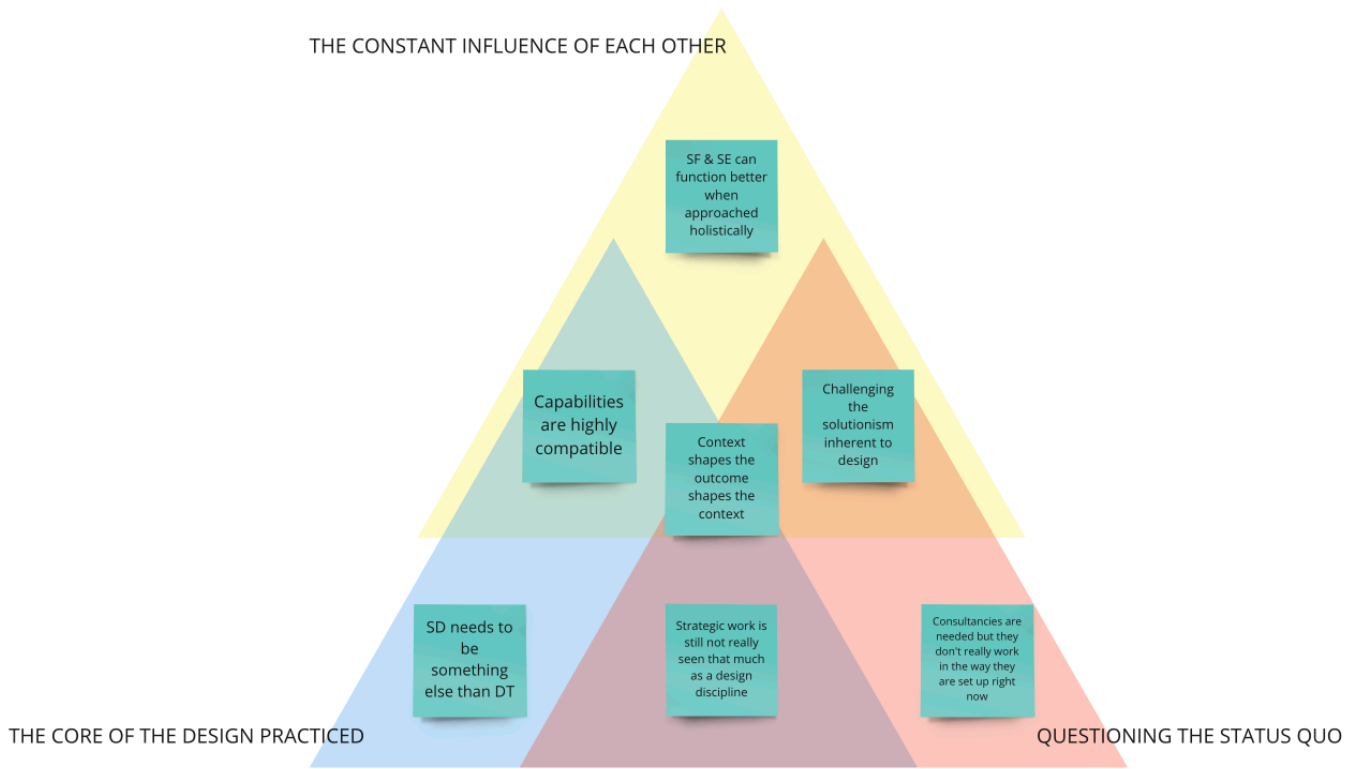 THE CONSTANT INFLUENCE OF EACH OTHER
SF & SE can
function better
when
approached
holistically
Capabilities
are highly
compatible
Challenging
the
solutionism
inherent to
design
Context
shapes the
outcome
shapes the
context
SD needs to
be
something
else than DT
Strategic work is
still not really
seen that much
as a design
discipline
Consultancies are
needed but they
don't really work
in the way they
are set up right
now
THE CORE OF THE DESIGN PRACTICED
QUESTIONING THE STATUS QUO